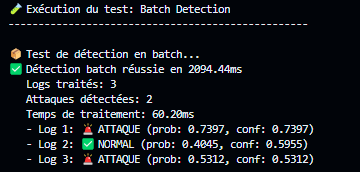 🧪 Exécution du test: Batch Detection
--------------------------------------------------
📦 Test de détection en batch...
✅ Détection batch réussie en 2094.44ms
Logs traités: 3
Attaques détectées: 2
Temps de traitement: 60.20ms
- Log 1: 🚨 ATTAQUE (prob: 0.7397, conf: 0.7397)
- Log 2: ✅ NORMAL (prob: 0.4045, conf: 0.5955)
- Log 3: 🚨 ATTAQUE (prob: 0.5312, conf: 0.5312)